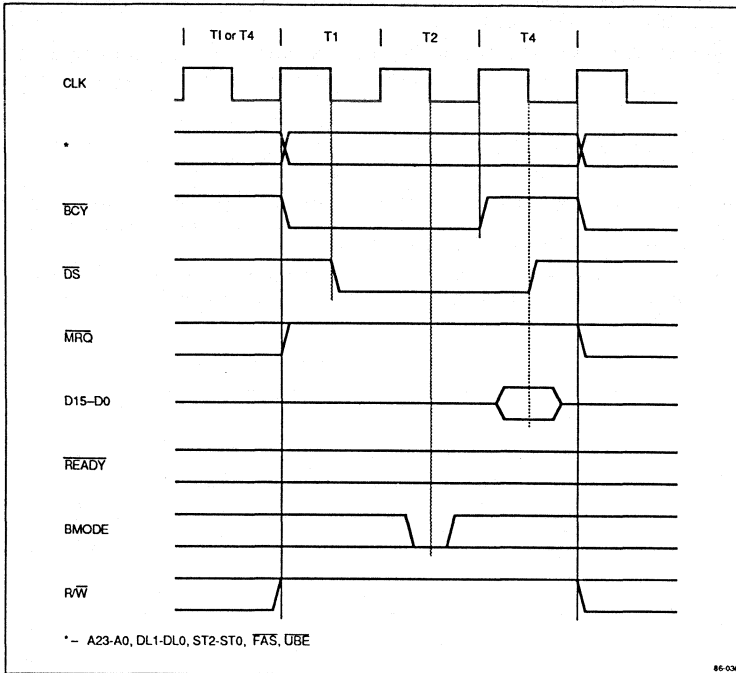 TI or T4 T1 T2 T4
CLK
*
BCY
DS
MRQ
D15–D0
READY
BMODE
R/W
* – A23-A0, DL1-DL0, ST2-ST0, FAS, UBE